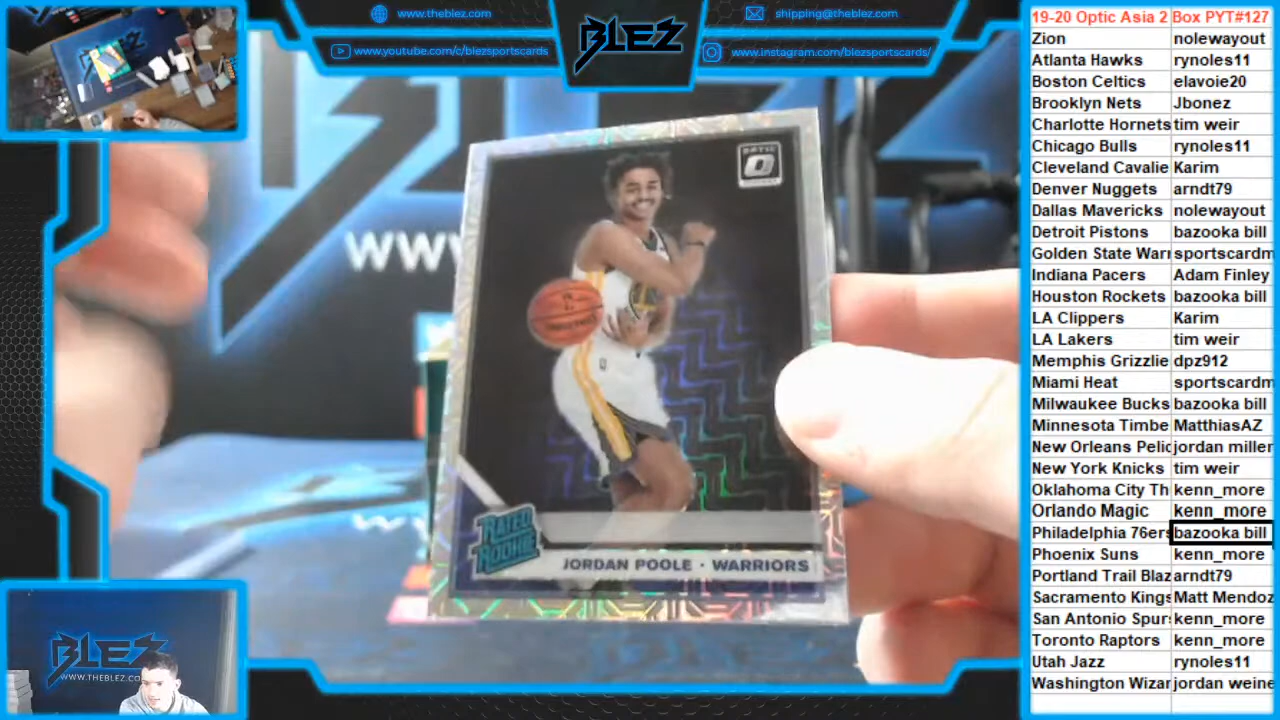 www.theblez.com
www.youtube.com/c/blezsportscards
BLEZ
shipping@theblez.com
www.instagram.com/blezsportscards/
WWW
OPTIC
RATED
ROOKIE
JORDAN POOLE · WARRIORS
BLEZ
WWW.THEBLEZ.CO
19-20 Optic Asia 2 Box PYT#127
Zion nolewayout
Atlanta Hawks rynoles11
Boston Celtics elavoie20
Brooklyn Nets Jbonez
Charlotte Hornets tim weir
Chicago Bulls rynoles11
Cleveland Cavalie Karim
Denver Nuggets arndt79
Dallas Mavericks nolewayout
Detroit Pistons bazooka bill
Golden State Warr sportscardm
Indiana Pacers Adam Finley
Houston Rockets bazooka bill
LA Clippers Karim
LA Lakers tim weir
Memphis Grizzlie dpz912
Miami Heat sportscardm
Milwaukee Bucks bazooka bill
Minnesota Timbe MatthiasAZ
New Orleans Pelic jordan miller
New York Knicks tim weir
Oklahoma City Th kenn_more
Orlando Magic kenn_more
Philadelphia 76ers bazooka bill
Phoenix Suns kenn_more
Portland Trail Blaz arndt79
Sacramento Kings Matt Mendoz
San Antonio Spurs kenn_more
Toronto Raptors kenn_more
Utah Jazz rynoles11
Washington Wizar jordan weine